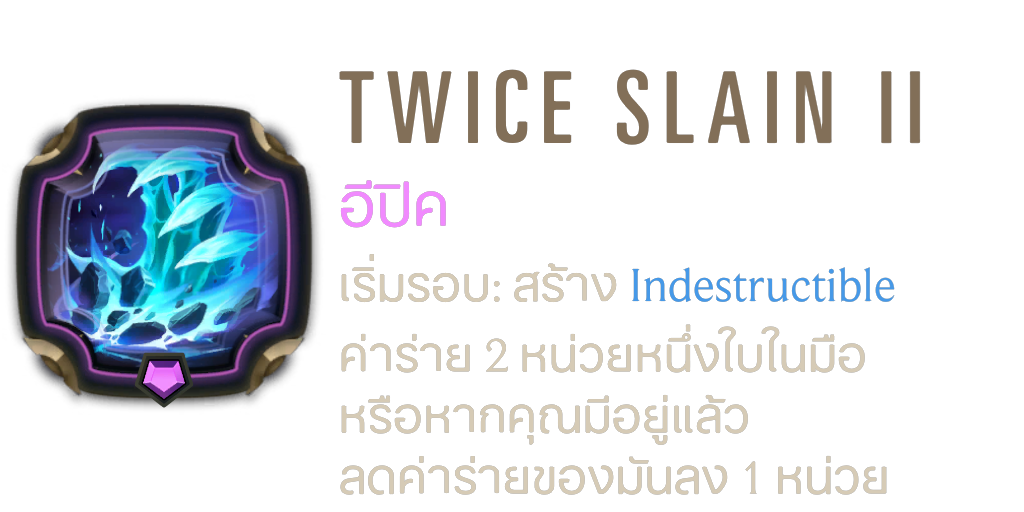 TWICE SLAIN II
อีปิค
เริ่มรอบ: สร้าง Indestructible
ค่าร่าย 2 หน่วยหนึ่งใบในมือ
หรือหากคุณมีอยู่แล้ว
ลดค่าร่ายของมันลง 1 หน่วย